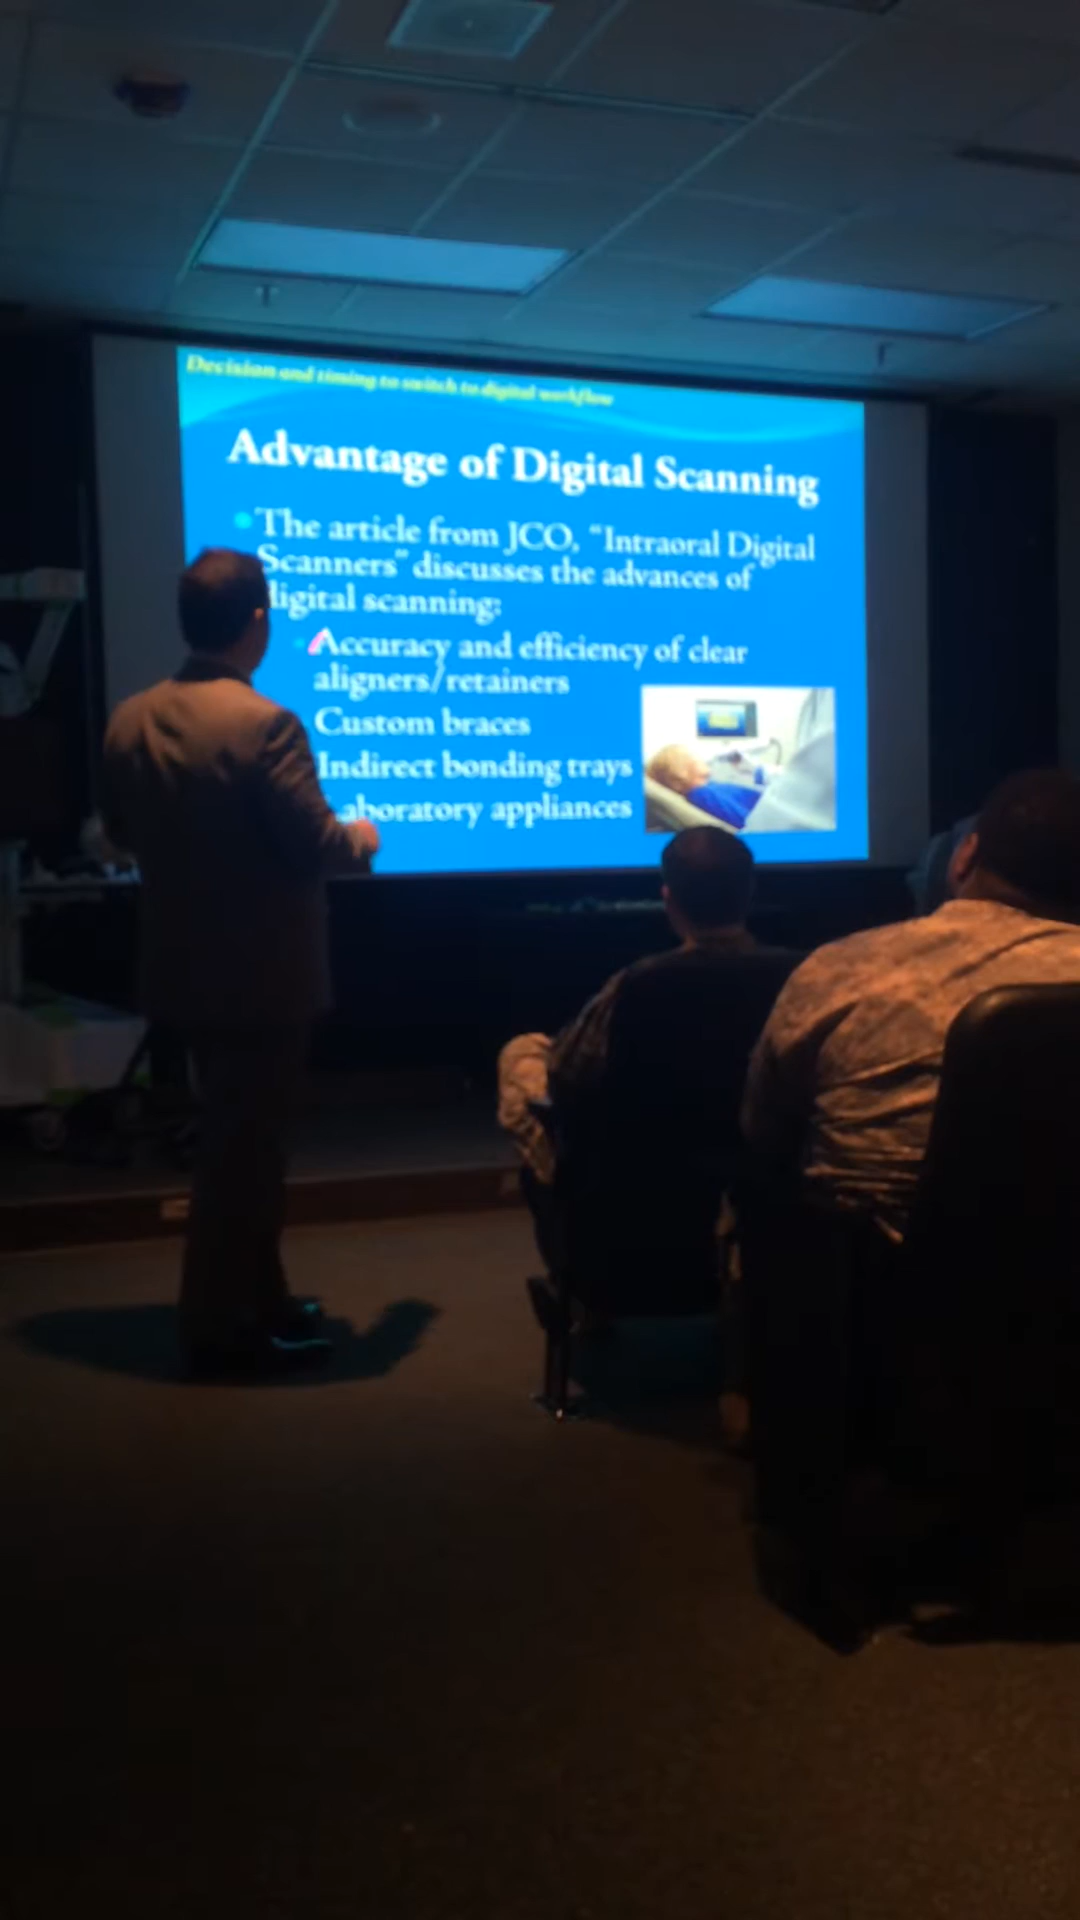 Decision and timing to switch to digital workflow
Advantage of Digital Scanning
The article from JCO, “Intraoral Digital
Scanners” discusses the advances of
digital scanning:
Accuracy and efficiency of clear
aligners/retainers
Custom braces
Indirect bonding trays
aboratory appliances